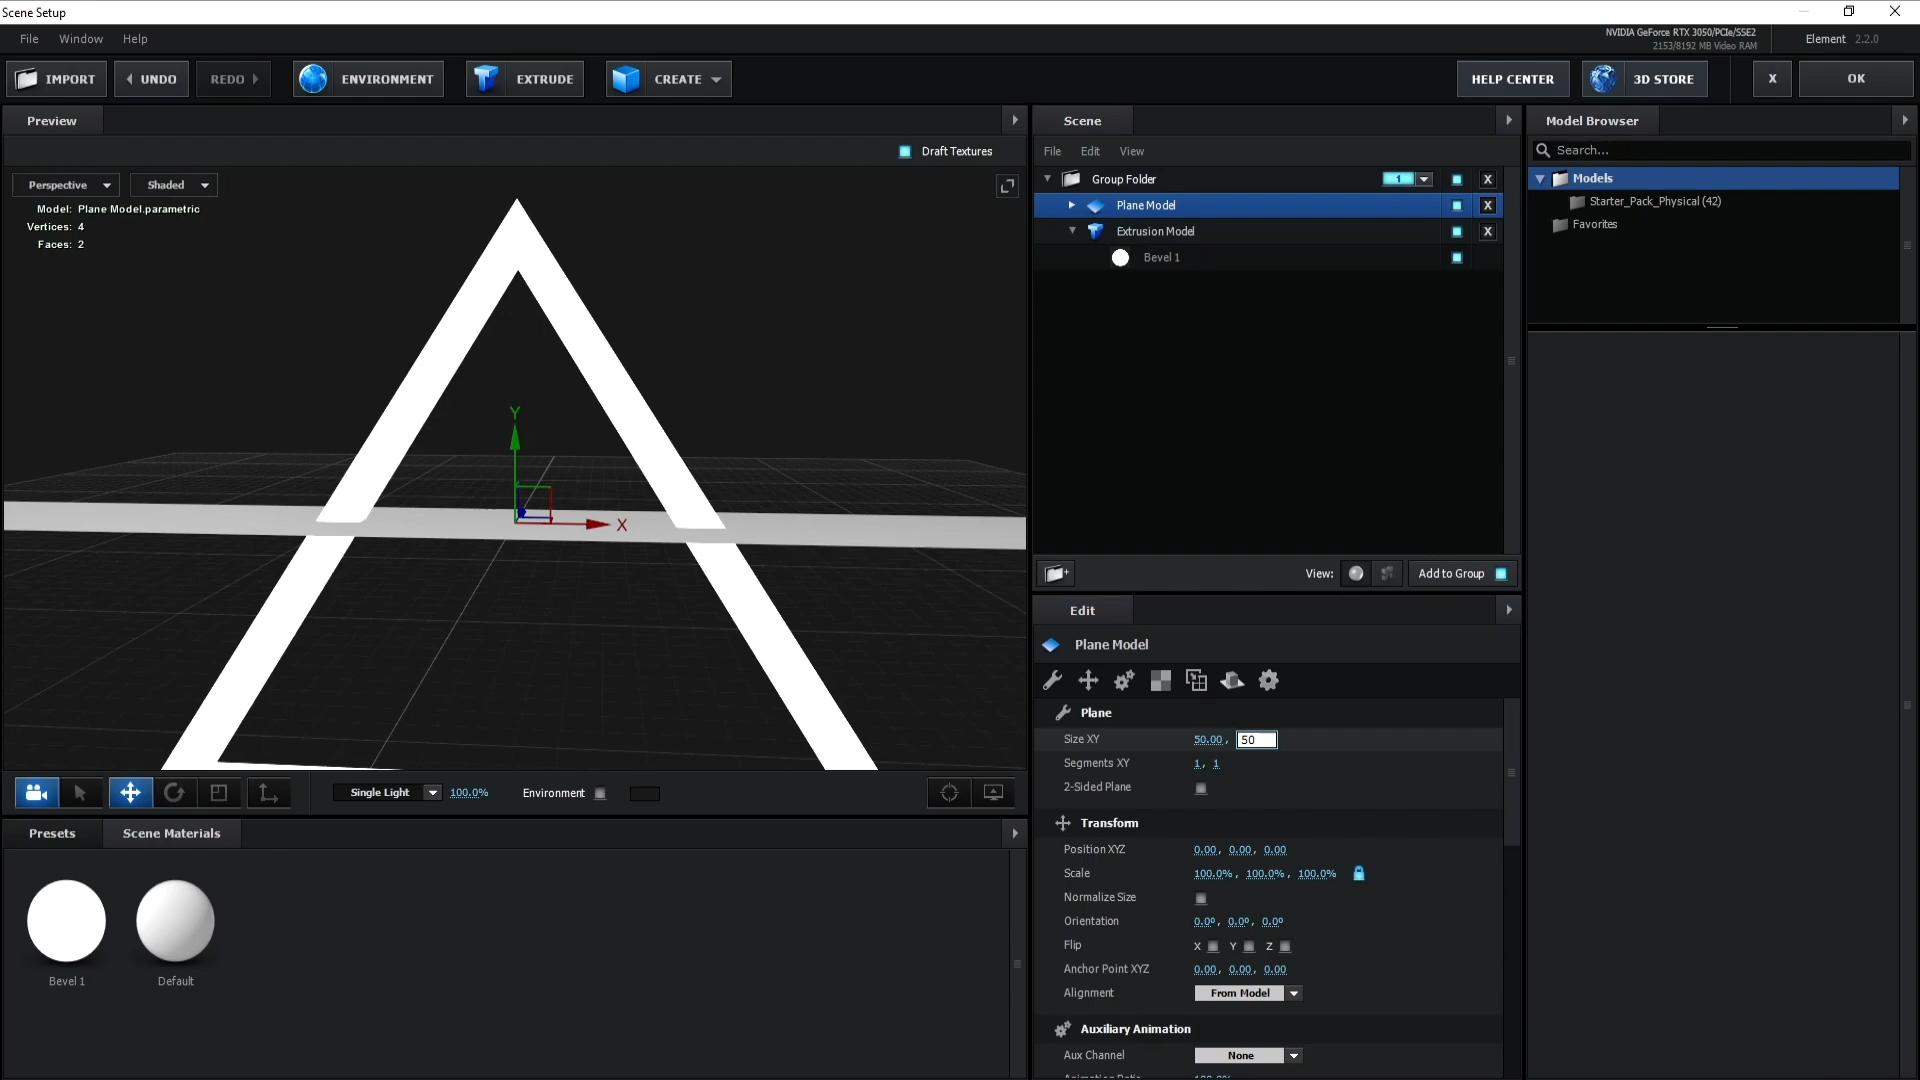 Scene Setup
File Window Help
NVIDIA GeForce RTX 3050/PCIe/SSE2
2153/8192 MB Video RAM
Element 2.2.0
IMPORT UNDO REDO ENVIRONMENT EXTRUDE CREATE HELP CENTER 3D STORE X OK
Preview
Draft Textures
Perspective Shaded
Model: Plane Model.parametric
Vertices: 4
Faces: 2
Y
X
Single Light 100.0% Environment
Presets Scene Materials
Bevel 1 Default
Scene
File Edit View
Group Folder 1 X
Plane Model X
Extrusion Model X
Bevel 1
View: Add to Group
Edit
Plane Model
Plane
Size XY 50.00, 50
Segments XY 1, 1
2-Sided Plane
Transform
Position XYZ 0.00, 0.00, 0.00
Scale 100.0%, 100.0%, 100.0%
Normalize Size
Orientation 0.0º, 0.0º, 0.0º
Flip X Y Z
Anchor Point XYZ 0.00, 0.00, 0.00
Alignment From Model
Auxiliary Animation
Aux Channel None
Model Browser
Search...
Models
Starter_Pack_Physical (42)
Favorites